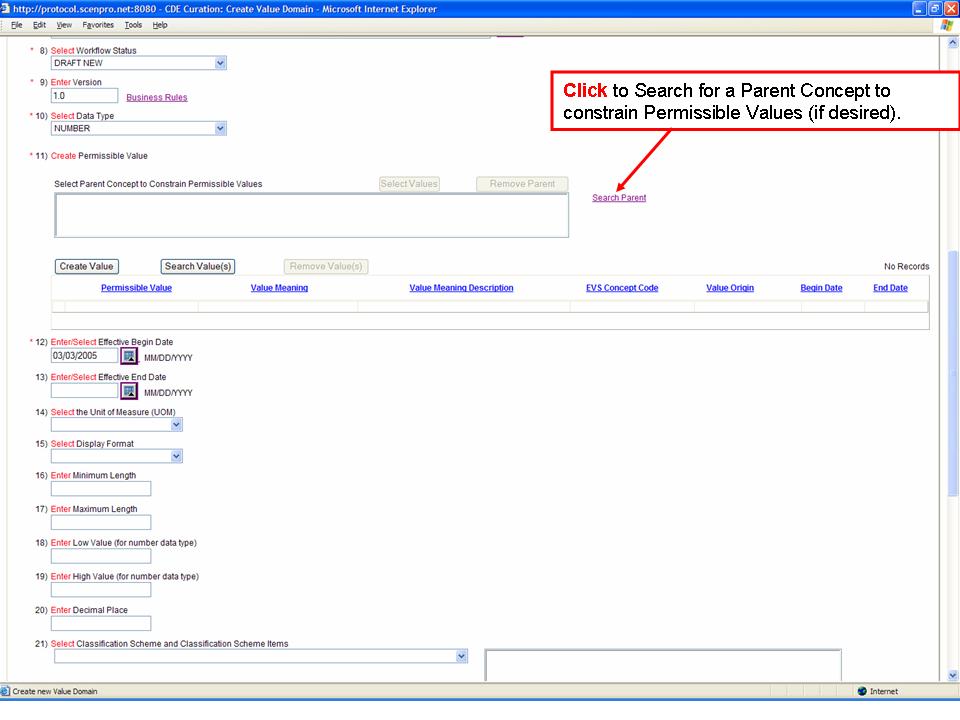 http://protocol.scenpro.net:8080 - CDE Curation: Create Value Domain - Microsoft Internet Explorer
File Edit View Favorites Tools Help
* 8) Select Workflow Status
DRAFT NEW
* 9) Enter Version
1.0 Business Rules
* 10) Select Data Type
NUMBER
Click to Search for a Parent Concept to
constrain Permissible Values (if desired).
* 11) Create Permissible Value
Select Parent Concept to Constrain Permissible Values Select Values Remove Parent
Search Parent
Create Value Search Value(s) Remove Value(s) No Records
Permissible Value Value Meaning Value Meaning Description EVS Concept Code Value Origin Begin Date End Date
* 12) Enter/Select Effective Begin Date
03/03/2005 MM/DD/YYYY
13) Enter/Select Effective End Date
MM/DD/YYYY
14) Select the Unit of Measure (UOM)
15) Select Display Format
16) Enter Minimum Length
17) Enter Maximum Length
18) Enter Low Value (for number data type)
19) Enter High Value (for number data type)
20) Enter Decimal Place
21) Select Classification Scheme and Classification Scheme Items
Create new Value Domain Internet